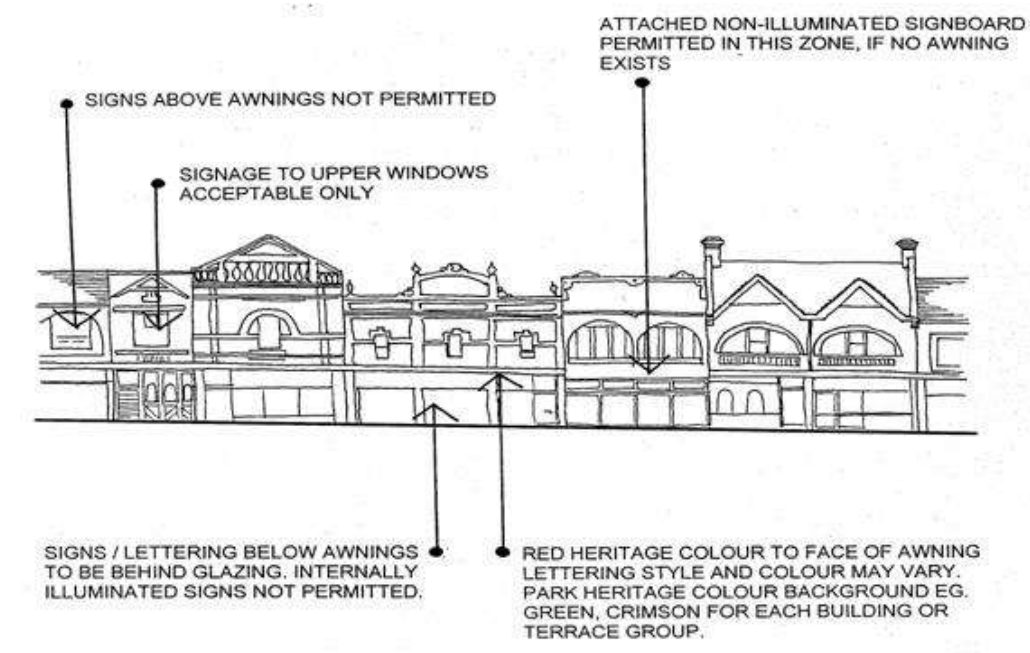 ATTACHED NON-ILLUMINATED SIGNBOARD
PERMITTED IN THIS ZONE, IF NO AWNING
EXISTS
SIGNS ABOVE AWNINGS NOT PERMITTED
SIGNAGE TO UPPER WINDOWS
ACCEPTABLE ONLY
SIGNS / LETTERING BELOW AWNINGS
TO BE BEHIND GLAZING. INTERNALLY
ILLUMINATED SIGNS NOT PERMITTED.
RED HERITAGE COLOUR TO FACE OF AWNING
LETTERING STYLE AND COLOUR MAY VARY.
PARK HERITAGE COLOUR BACKGROUND EG.
GREEN, CRIMSON FOR EACH BUILDING OR
TERRACE GROUP.